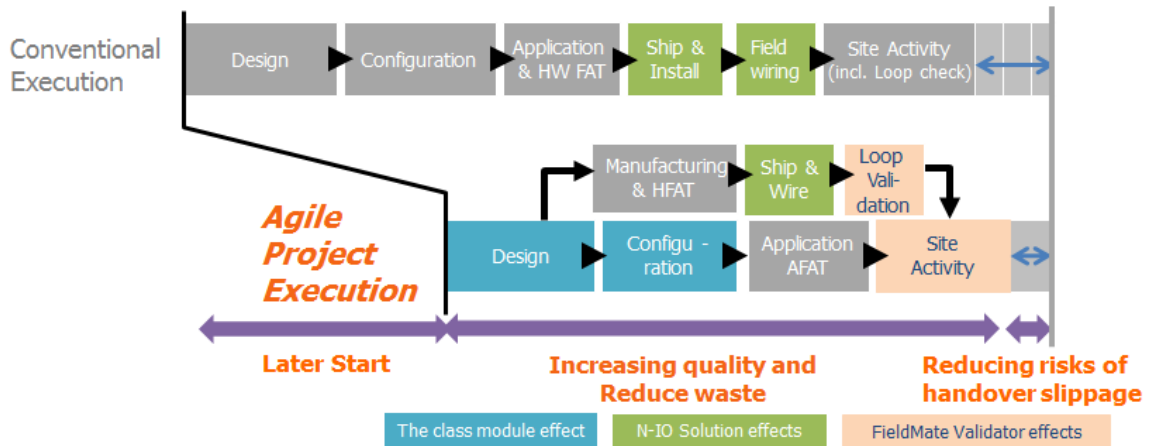 Conventional
Execution
Design
Configuration
Application
& HW FAT
Ship &
Install
Field
wiring
Site Activity
(incl. Loop check)
Manufacturing
& HFAT
Ship &
Wire
Loop
Vali-
dation
Agile
Project
Execution
Design
Configu -
ration
Application
AFAT
Site
Activity
Later Start
Increasing quality and
Reduce waste
Reducing risks of
handover slippage
The class module effect
N-IO Solution effects
FieldMate Validator effects